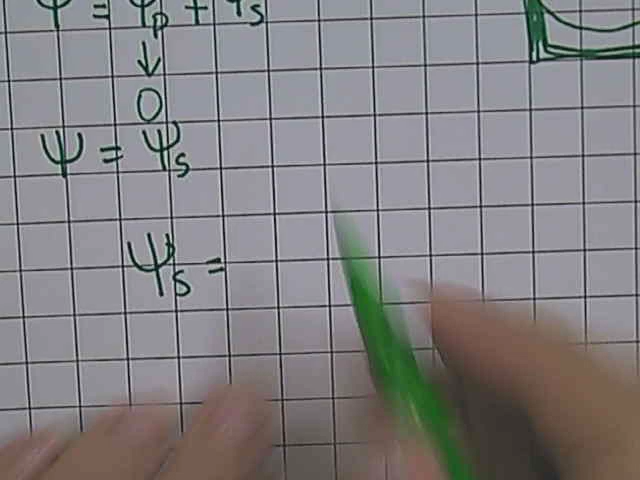 Ψ = Ψp + Ψs
↓
0
Ψ = Ψs
Ψs =